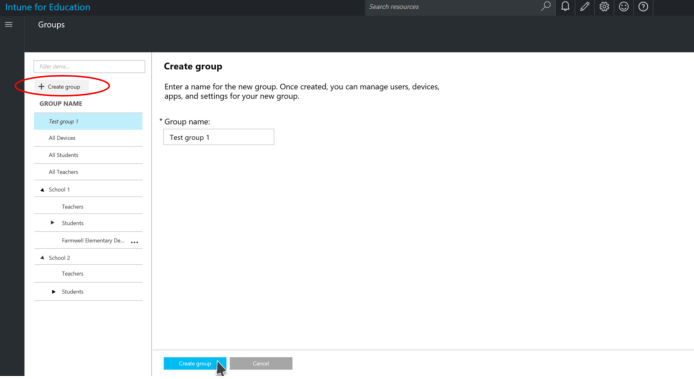 Intune for Education
Search resources
Groups
Filter items...
+ Create group
GROUP NAME
Test group 1
All Devices
All Students
All Teachers
School 1
Teachers
Students
Farmwell Elementary De... ...
School 2
Teachers
Students
Create group
Enter a name for the new group. Once created, you can manage users, devices,
apps, and settings for your new group.
* Group name:
Test group 1
Create group
Cancel